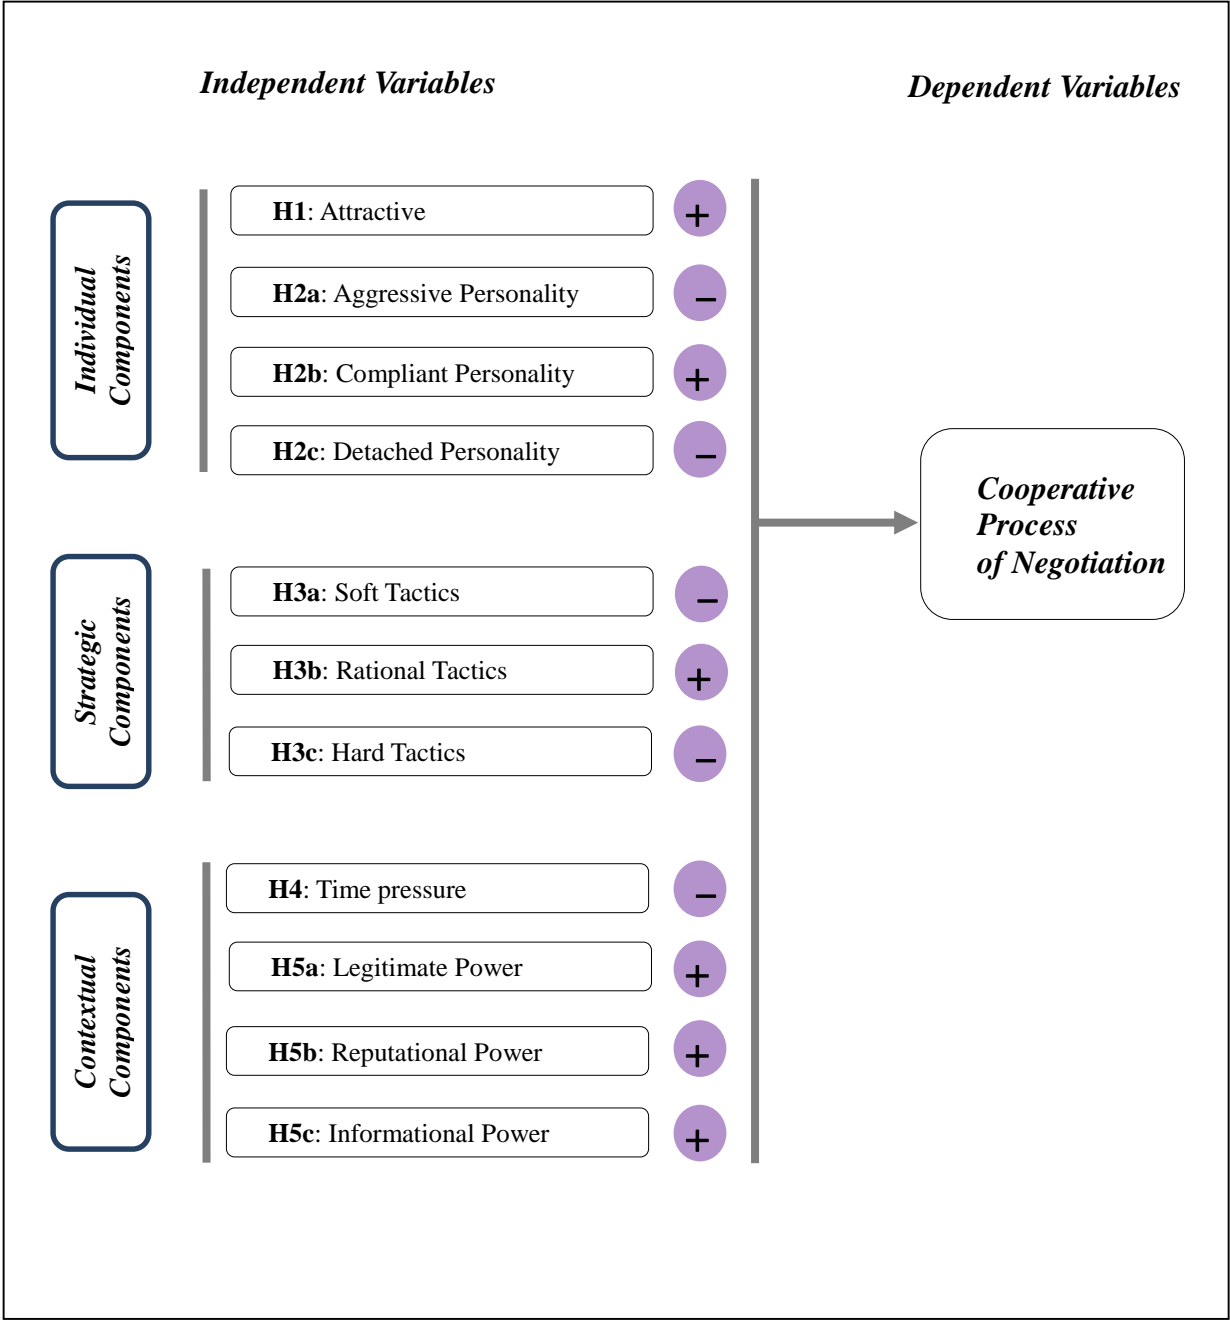 Independent Variables
Dependent Variables
Individual
Components
H1: Attractive
+
H2a: Aggressive Personality
−
H2b: Compliant Personality
+
H2c: Detached Personality
−
Cooperative
Process
of Negotiation
Strategic
Components
H3a: Soft Tactics
−
H3b: Rational Tactics
+
H3c: Hard Tactics
−
Contextual
Components
H4: Time pressure
−
H5a: Legitimate Power
+
H5b: Reputational Power
+
H5c: Informational Power
+